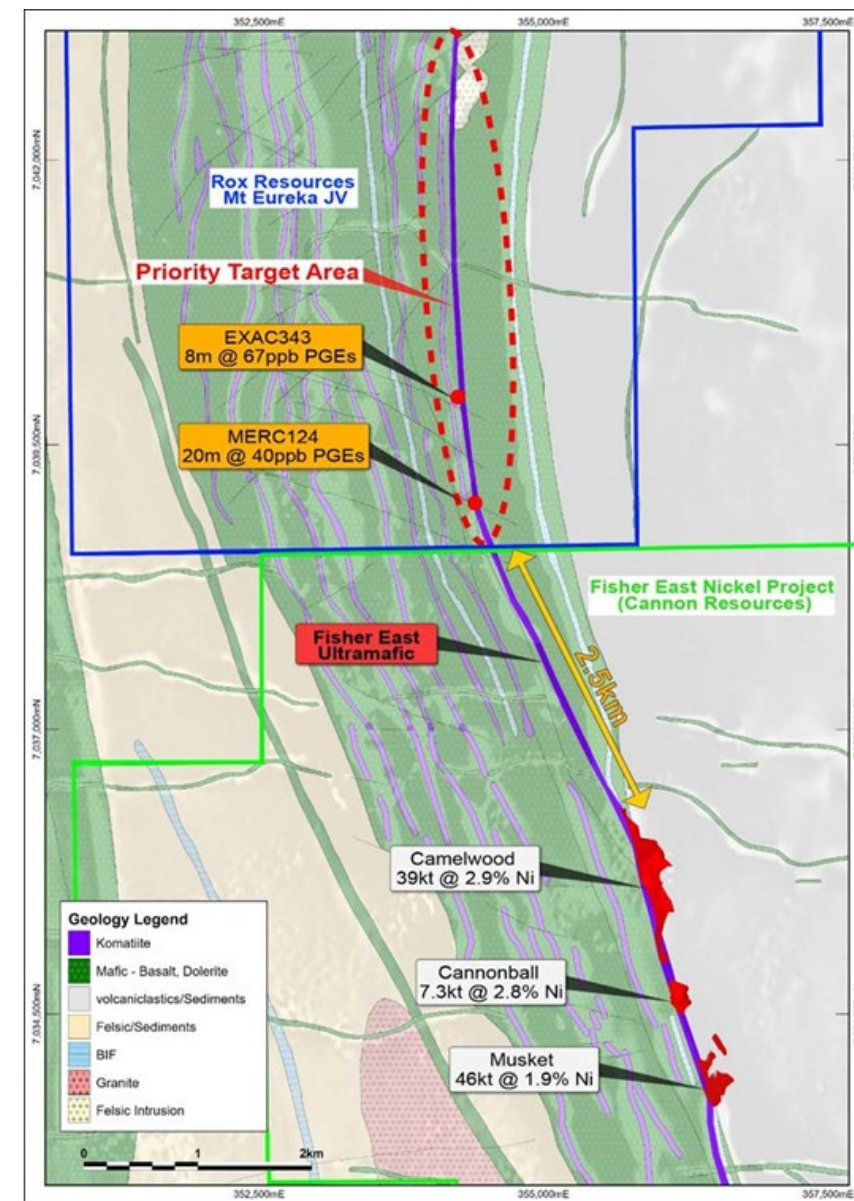 352,500mE
355,000mE
357,500mE
7,042,000mN
Rox Resources
Mt Eureka JV
Priority Target Area
EXAC343
8m @ 67ppb PGEs
MERC124
20m @ 40ppb PGEs
7,039,500mN
Fisher East Nickel Project
(Cannon Resources)
Fisher East
Ultramafic
2.5km
7,037,000mN
Camelwood
39kt @ 2.9% Ni
Cannonball
7.3kt @ 2.8% Ni
Musket
46kt @ 1.9% Ni
7,034,500mN
Geology Legend
Komatiite
Mafic - Basalt, Dolerite
volcaniclastics/Sediments
Felsic/Sediments
BIF
Granite
Felsic Intrusion
0 1 2km
352,500mE
355,000mE
357,500mE